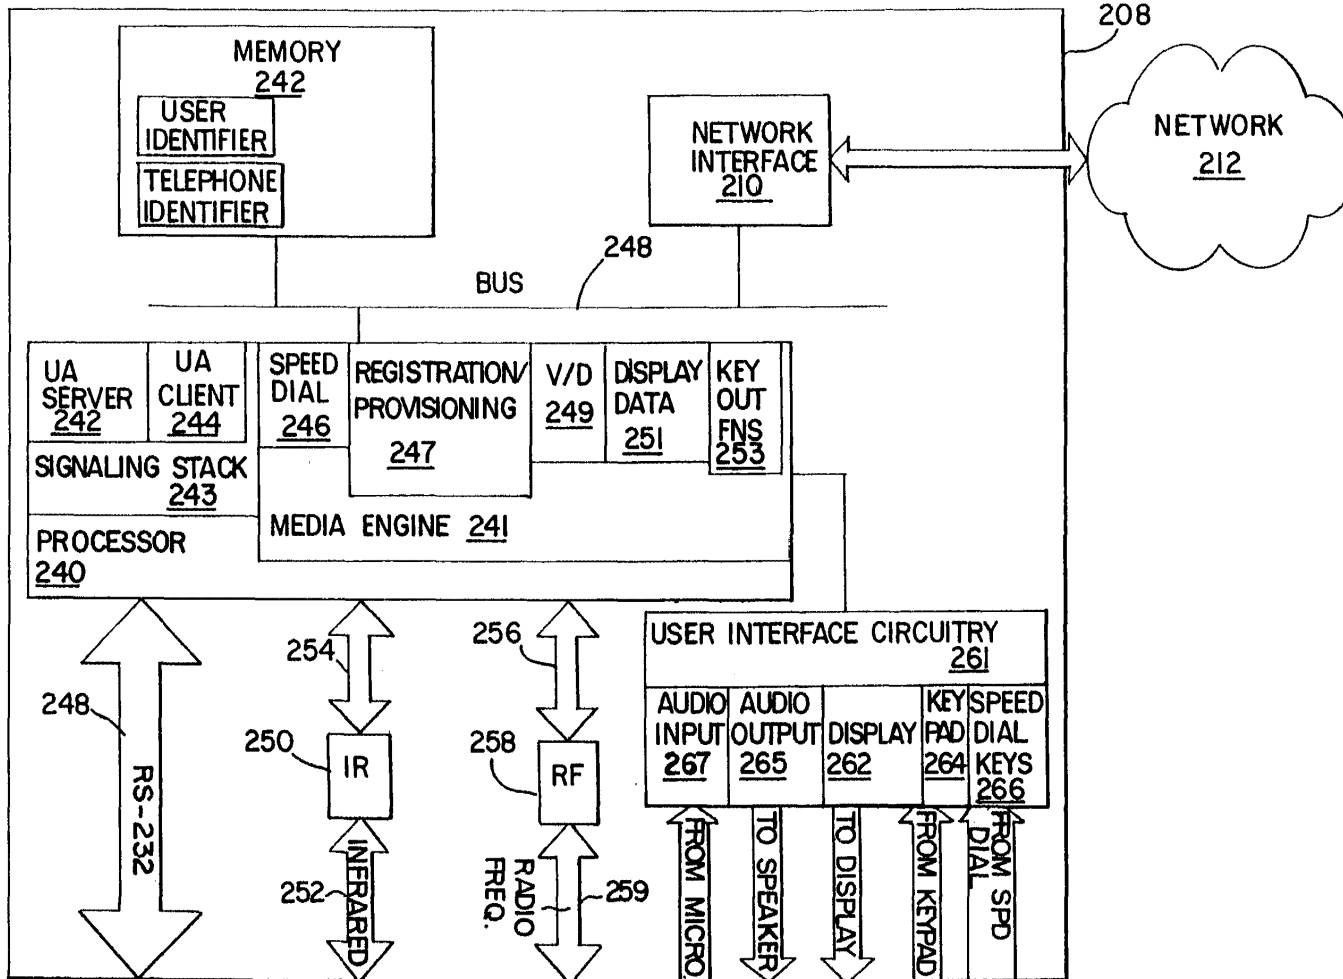 208
MEMORY
242
USER
IDENTIFIER
TELEPHONE
IDENTIFIER
NETWORK
INTERFACE
210
NETWORK
212
248
BUS
UA
SERVER
242
UA
CLIENT
244
SPEED
DIAL
246
REGISTRATION/
PROVISIONING
247
V/D
249
DISPLAY
DATA
251
KEY
OUT
FNS
253
SIGNALING STACK
243
MEDIA ENGINE 241
PROCESSOR
240
248
RS-232
254
250
IR
252
INFRARED
256
258
RF
RADIO
FREQ.
259
USER INTERFACE CIRCUITRY
261
AUDIO
INPUT
267
AUDIO
OUTPUT
265
DISPLAY
262
KEY
PAD
264
SPEED
DIAL
KEYS
266
FROM MICRO
TO SPEAKER
TO DISPLAY
FROM KEYPAD
FROM SPD
DIAL